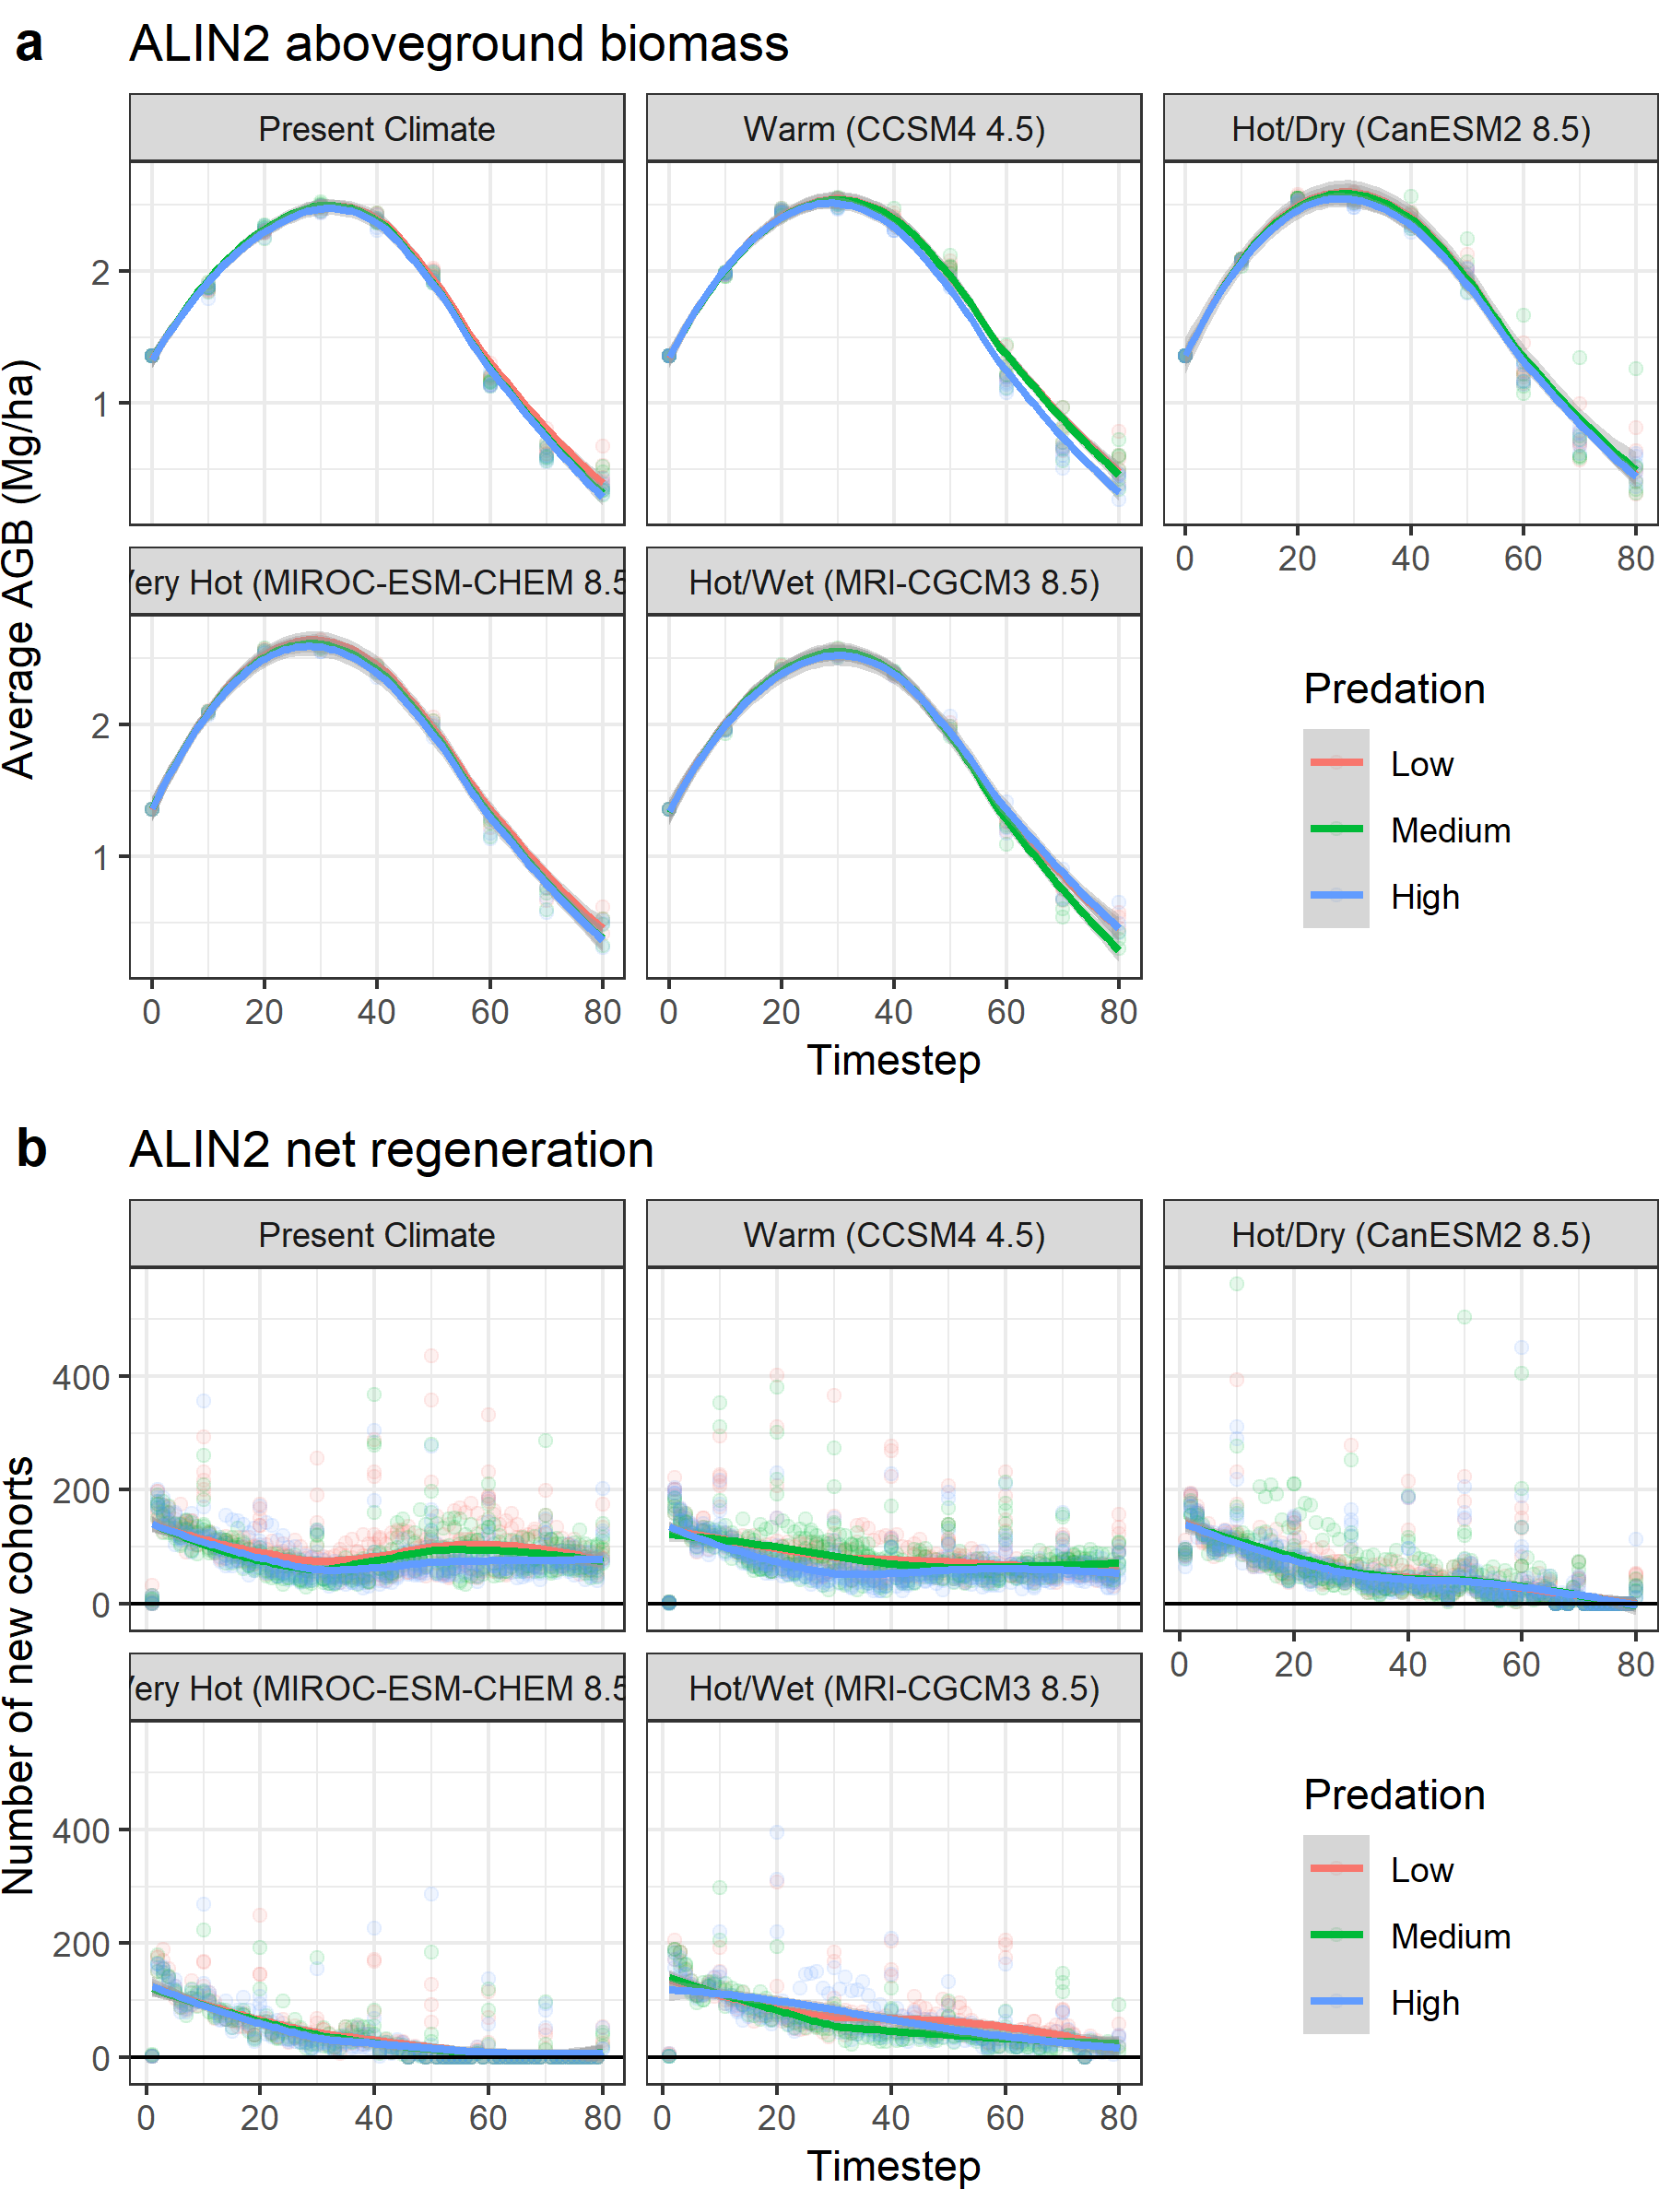 a ALIN2 aboveground biomass
Present Climate
Warm (CCSM4 4.5)
Hot/Dry (CanESM2 8.5)
Average AGB (Mg/ha)
2
1
0 20 40 60 80
Very Hot (MIROC-ESM-CHEM 8.5
Hot/Wet (MRI-CGCM3 8.5)
2
1
0 20 40 60 80
0 20 40 60 80
Timestep
Predation
Low
Medium
High
b ALIN2 net regeneration
Present Climate
Warm (CCSM4 4.5)
Hot/Dry (CanESM2 8.5)
Number of new cohorts
400
200
0
0 20 40 60 80
Very Hot (MIROC-ESM-CHEM 8.5
Hot/Wet (MRI-CGCM3 8.5)
400
200
0
0 20 40 60 80
0 20 40 60 80
Timestep
Predation
Low
Medium
High